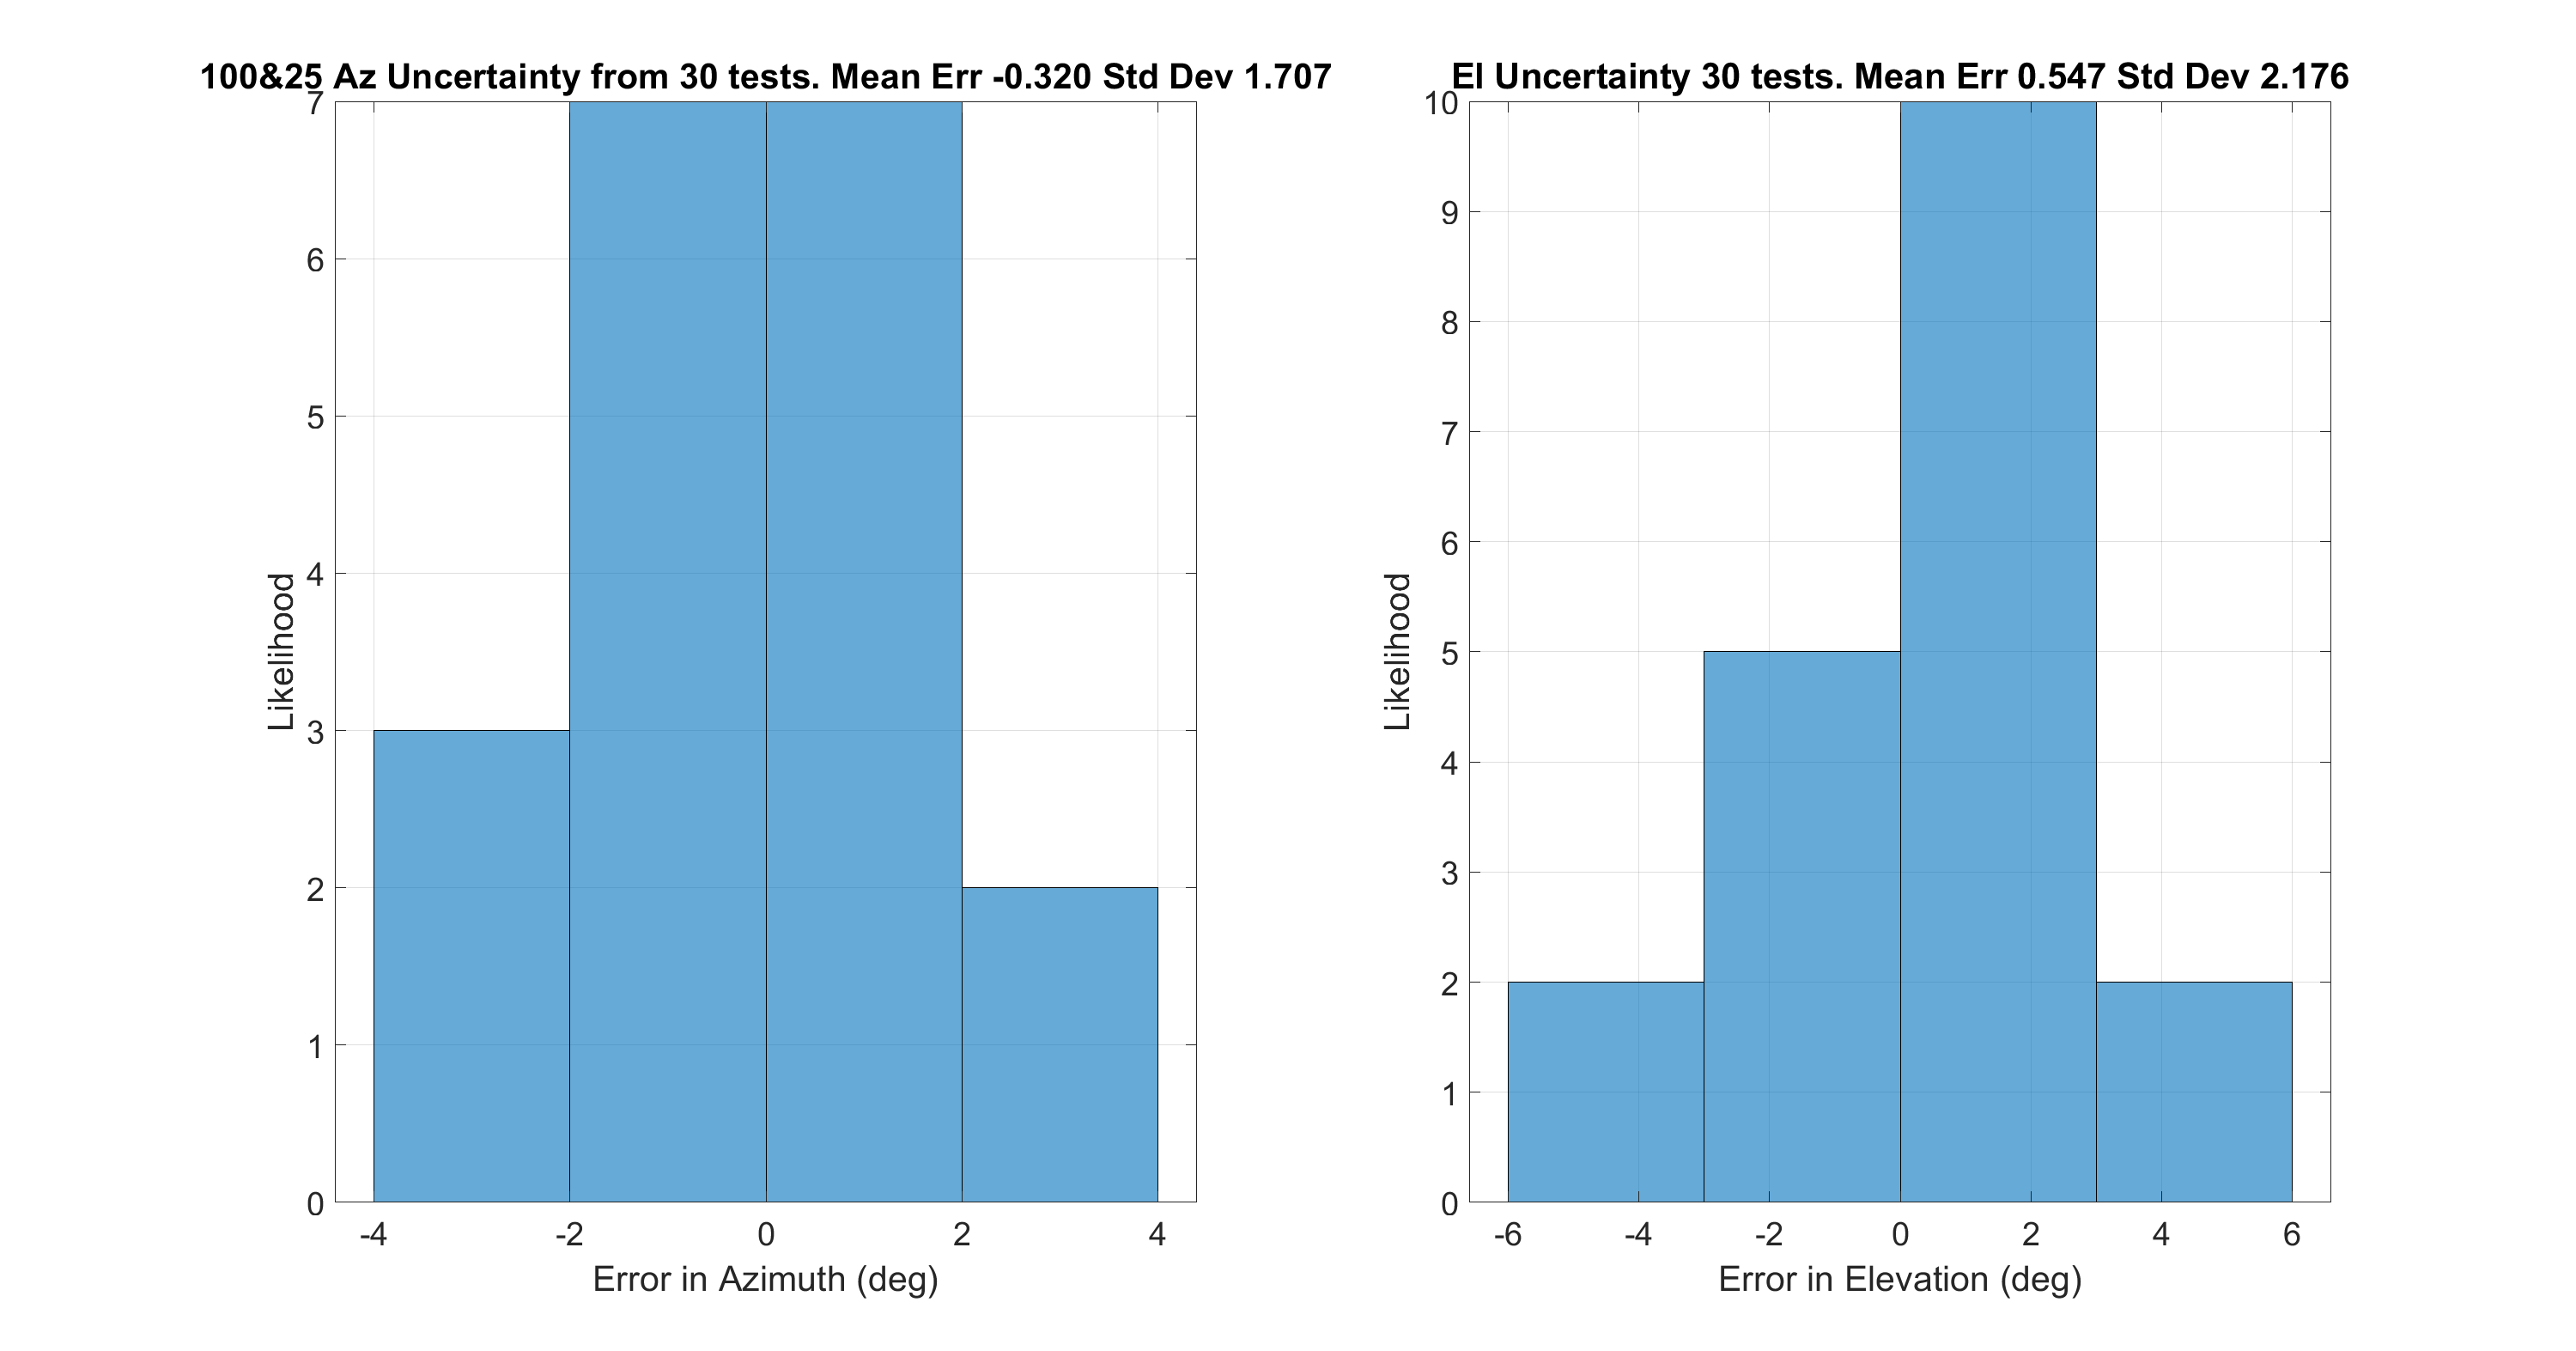 100&25 Az Uncertainty from 30 tests. Mean Err -0.320 Std Dev 1.707
7
6
5
4
3
2
1
0
Likelihood
-4 -2 0 2 4
Error in Azimuth (deg)
El Uncertainty 30 tests. Mean Err 0.547 Std Dev 2.176
10
9
8
7
6
5
4
3
2
1
0
Likelihood
-6 -4 -2 0 2 4 6
Error in Elevation (deg)